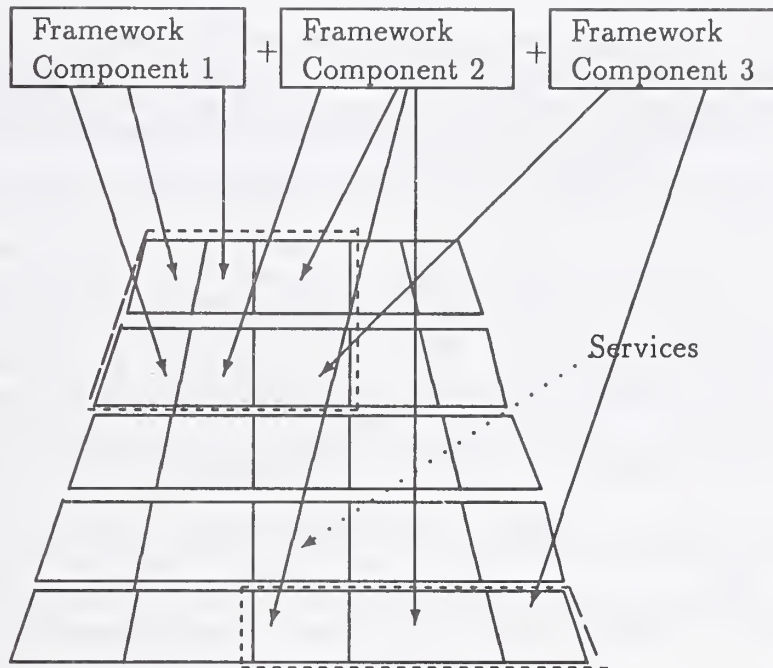 Framework
Component 1
+
Framework
Component 2
+
Framework
Component 3
Services